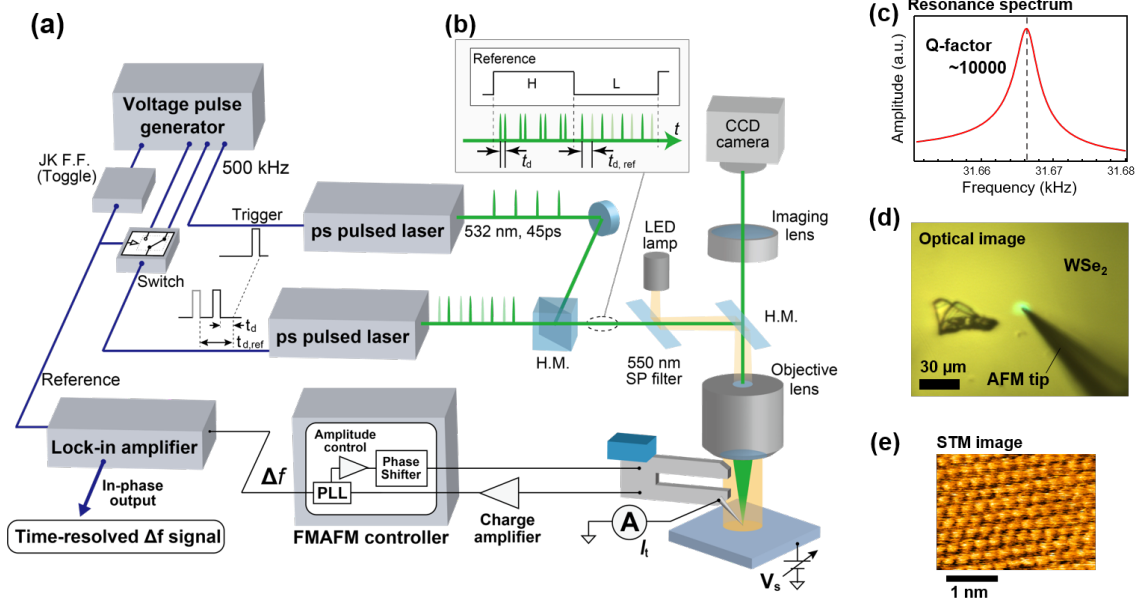 (a)
Voltage pulse
generator
JK F.F.
(Toggle)
500 kHz
Trigger
Switch
t_d
t_d,ref
ps pulsed laser
532 nm, 45ps
ps pulsed laser
H.M.
Reference
Lock-in amplifier
In-phase
output
Time-resolved Δf signal
Δf
Amplitude
control
Phase
Shifter
PLL
FMAFM controller
Charge
amplifier
A
I_t
V_s
(b)
Reference
H
L
t
t_d
t_d, ref
CCD
camera
LED
lamp
Imaging
lens
H.M.
550 nm
SP filter
Objective
lens
(c)
Resonance spectrum
Q-factor
~10000
Amplitude (a.u.)
31.66
31.67
31.68
Frequency (kHz)
(d)
Optical image
WSe₂
30 μm
AFM tip
(e)
STM image
1 nm